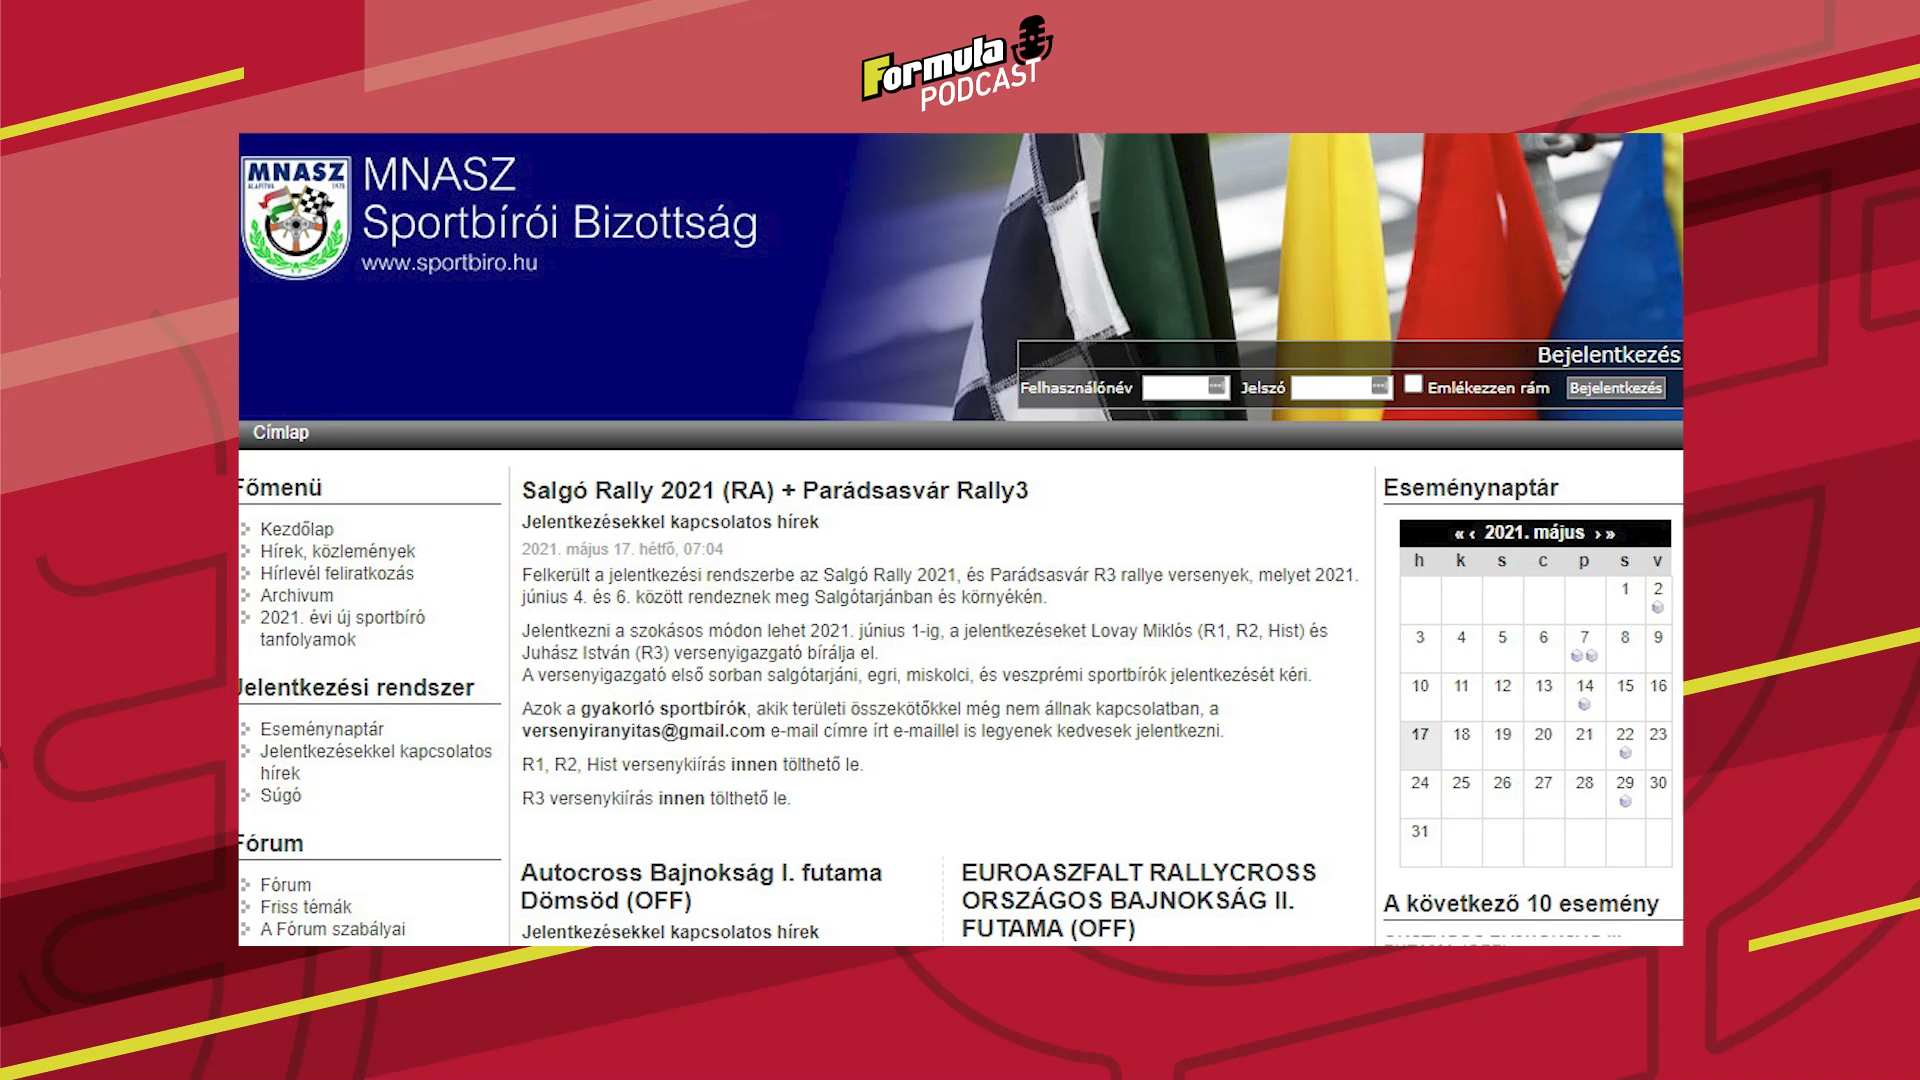 Formula
PODCAST
MNASZ
ALAPÍTVA 1970
MNASZ
Sportbírói Bizottság
www.sportbiro.hu
Bejelentkezés
Felhasználónév Jelszó Emlékezzen rám Bejelentkezés
Címlap
Főmenü
Kezdőlap
Hírek, közlemények
Hírlevél feliratkozás
Archivum
2021. évi új sportbíró
tanfolyamok
Jelentkezési rendszer
Eseménynaptár
Jelentkezésekkel kapcsolatos
hírek
Súgó
Fórum
Fórum
Friss témák
A Fórum szabályai
Salgó Rally 2021 (RA) + Parádsasvár Rally3
Jelentkezésekkel kapcsolatos hírek
2021. május 17. hétfő, 07:04
Felkerült a jelentkezési rendszerbe az Salgó Rally 2021, és Parádsasvár R3 rallye versenyek, melyet 2021.
június 4. és 6. között rendeznek meg Salgótarjánban és környékén.
Jelentkezni a szokásos módon lehet 2021. június 1-ig, a jelentkezéseket Lovay Miklós (R1, R2, Hist) és
Juhász István (R3) versenyigazgató bírálja el.
A versenyigazgató első sorban salgótarjáni, egri, miskolci, és veszprémi sportbírók jelentkezését kéri.
Azok a gyakorló sportbírók, akik területi összekötőkkel még nem állnak kapcsolatban, a
versenyiranyitas@gmail.com e-mail címre írt e-maillel is legyenek kedvesek jelentkezni.
R1, R2, Hist versenykiírás innen tölthető le.
R3 versenykiírás innen tölthető le.
Autocross Bajnokság I. futama
Dömsöd (OFF)
Jelentkezésekkel kapcsolatos hírek
EUROASZFALT RALLYCROSS
ORSZÁGOS BAJNOKSÁG II.
FUTAMA (OFF)
Eseménynaptár
« ‹ 2021. május › »
h k s c p s v
1 2
3 4 5 6 7 8 9
10 11 12 13 14 15 16
17 18 19 20 21 22 23
24 25 26 27 28 29 30
31
A következő 10 esemény